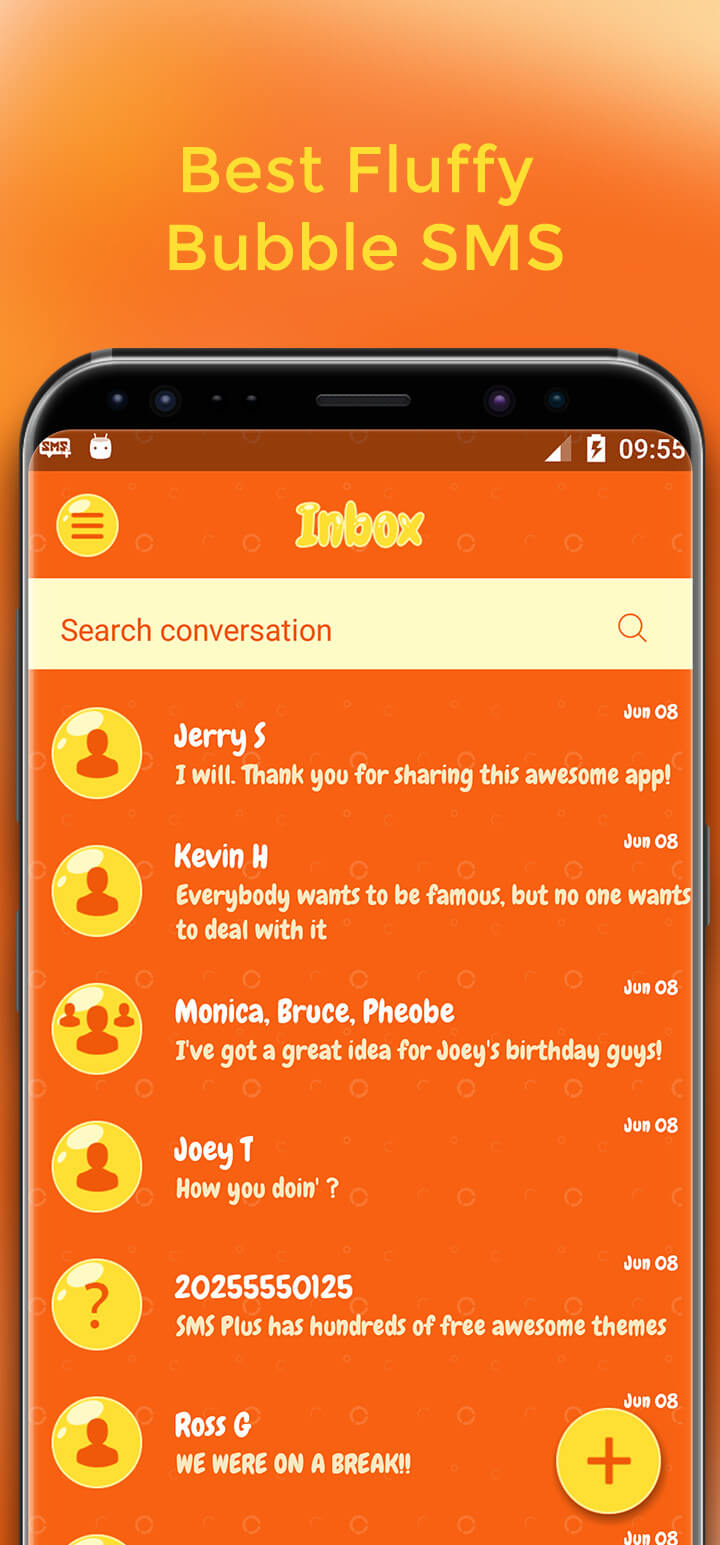 Best Fluffy
Bubble SMS
SMS
09:55
Inbox
Search conversation
Jun 08
Jerry S
I will. Thank you for sharing this awesome app!
Jun 08
Kevin H
Everybody wants to be famous, but no one wants
to deal with it
Jun 08
Monica, Bruce, Pheobe
I've got a great idea for Joey's birthday guys!
Jun 08
Joey T
How you doin' ?
Jun 08
20255550125
SMS Plus has hundreds of free awesome themes
Jun 08
Ross G
WE WERE ON A BREAK!!
Jun 08